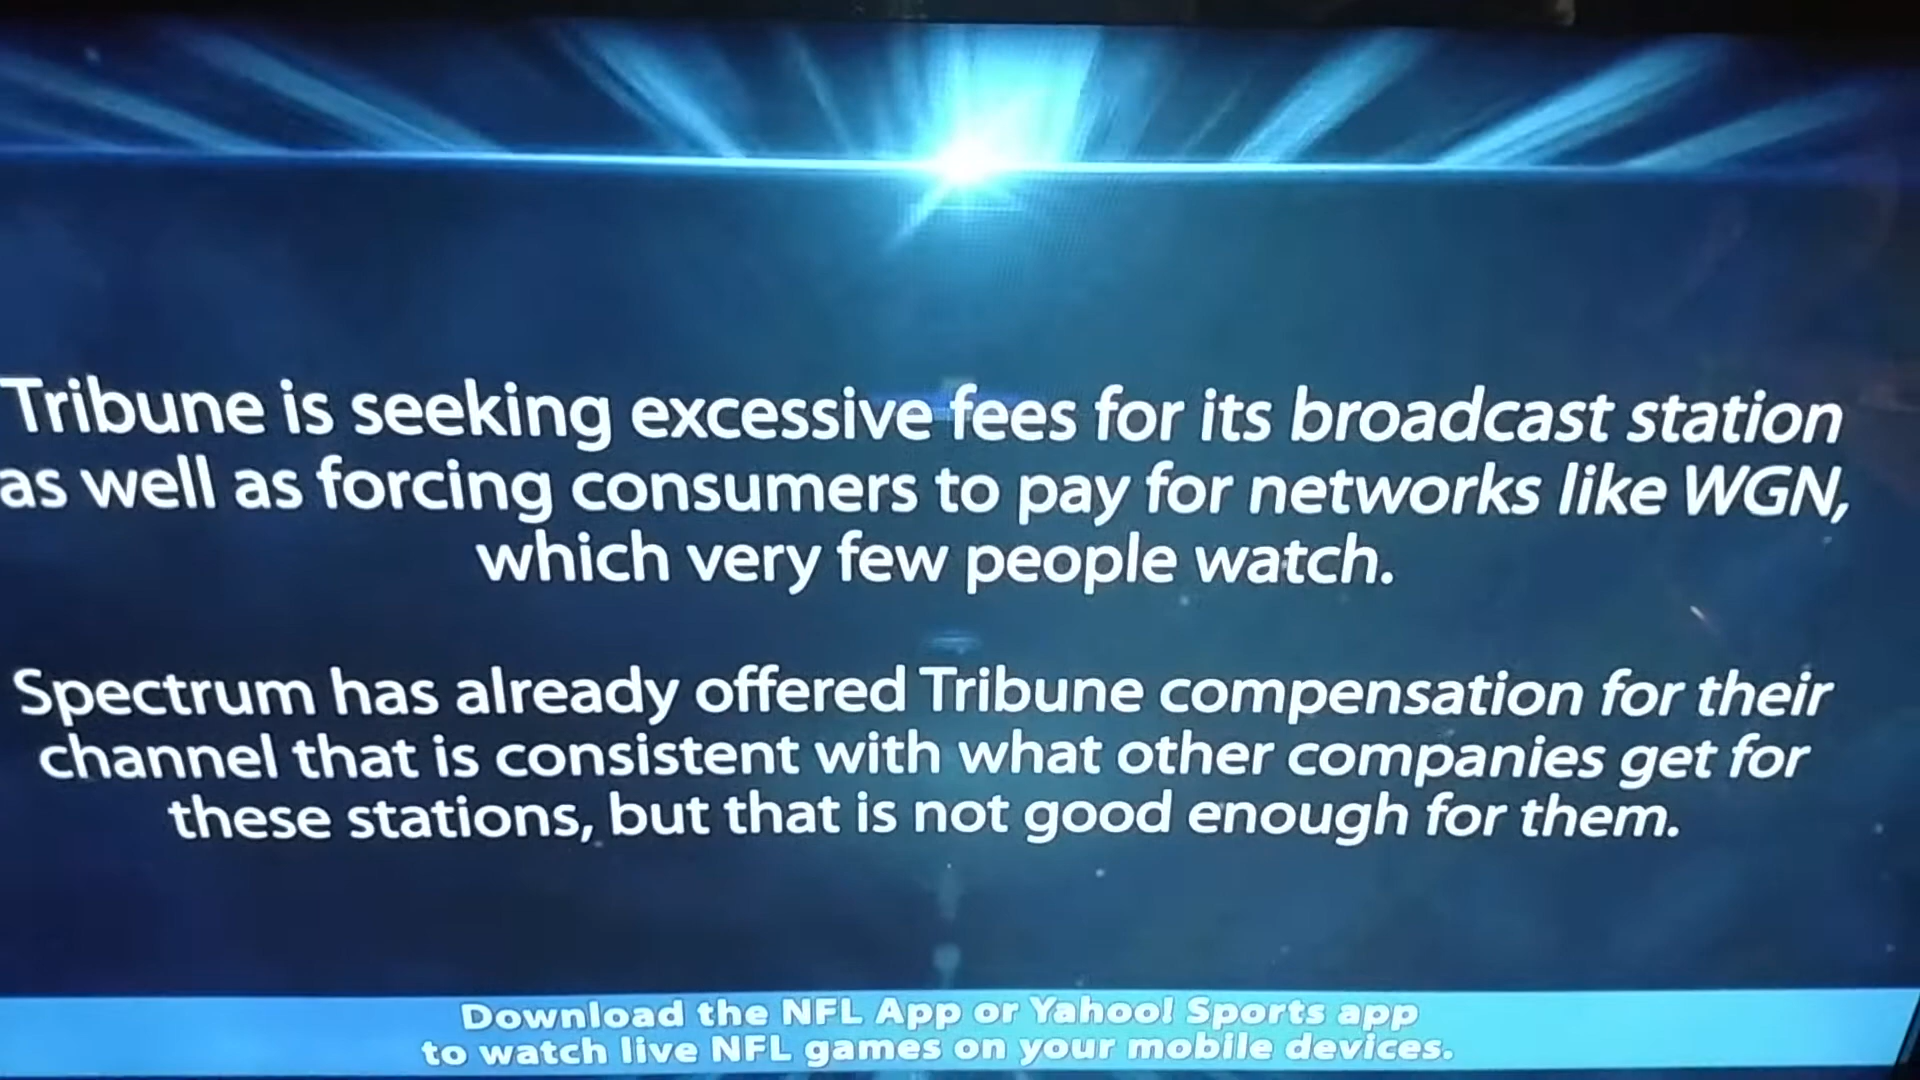 Tribune is seeking excessive fees for its broadcast station
as well as forcing consumers to pay for networks like WGN,
which very few people watch.
Spectrum has already offered Tribune compensation for their
channel that is consistent with what other companies get for
these stations, but that is not good enough for them.
Download the NFL App or Yahoo! Sports app
to watch live NFL games on your mobile devices.